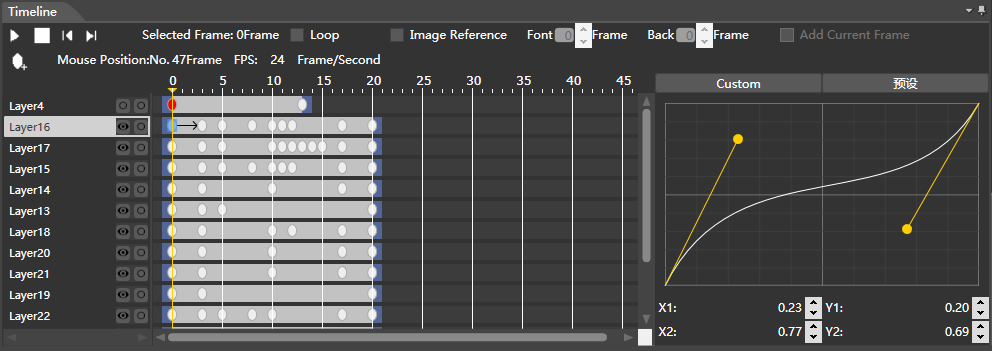 Timeline
Selected Frame: 0Frame Loop Image Reference Font 0 Frame Back 0 Frame Add Current Frame
Mouse Position:No. 47Frame FPS: 24 Frame/Second
0 5 10 15 20 25 30 35 40 45
Custom 预设
Layer4
Layer16
Layer17
Layer15
Layer14
Layer13
Layer18
Layer20
Layer21
Layer19
Layer22
X1: 0.23 Y1: 0.20
X2: 0.77 Y2: 0.69